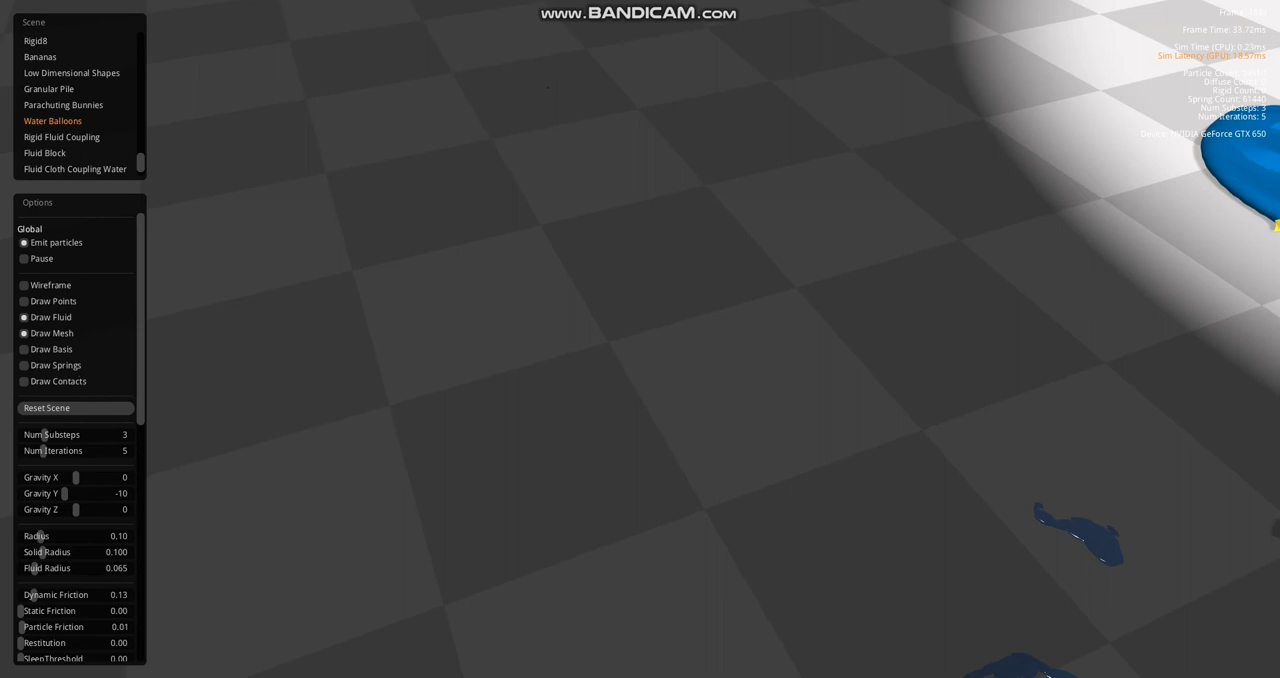 www.BANDICAM.com
Scene
Rigid8
Bananas
Low Dimensional Shapes
Granular Pile
Parachuting Bunnies
Water Balloons
Rigid Fluid Coupling
Fluid Block
Fluid Cloth Coupling Water
Options
Global
Emit particles
Pause
Wireframe
Draw Points
Draw Fluid
Draw Mesh
Draw Basis
Draw Springs
Draw Contacts
Reset Scene
Num Substeps 3
Num Iterations 5
Gravity X 0
Gravity Y -10
Gravity Z 0
Radius 0.10
Solid Radius 0.100
Fluid Radius 0.065
Dynamic Friction 0.13
Static Friction 0.00
Particle Friction 0.01
Restitution 0.00
SleepThreshold 0.00
Frame:
Frame Time: 33.72ms
Sim Time (CPU): 0.23ms
Sim Latency (GPU): 18.57ms
Particle Count:
Diffuse Count: 0
Rigid Count: 0
Spring Count: 61440
Num Substeps: 3
Num Iterations: 5
Device: NVIDIA GeForce GTX 650